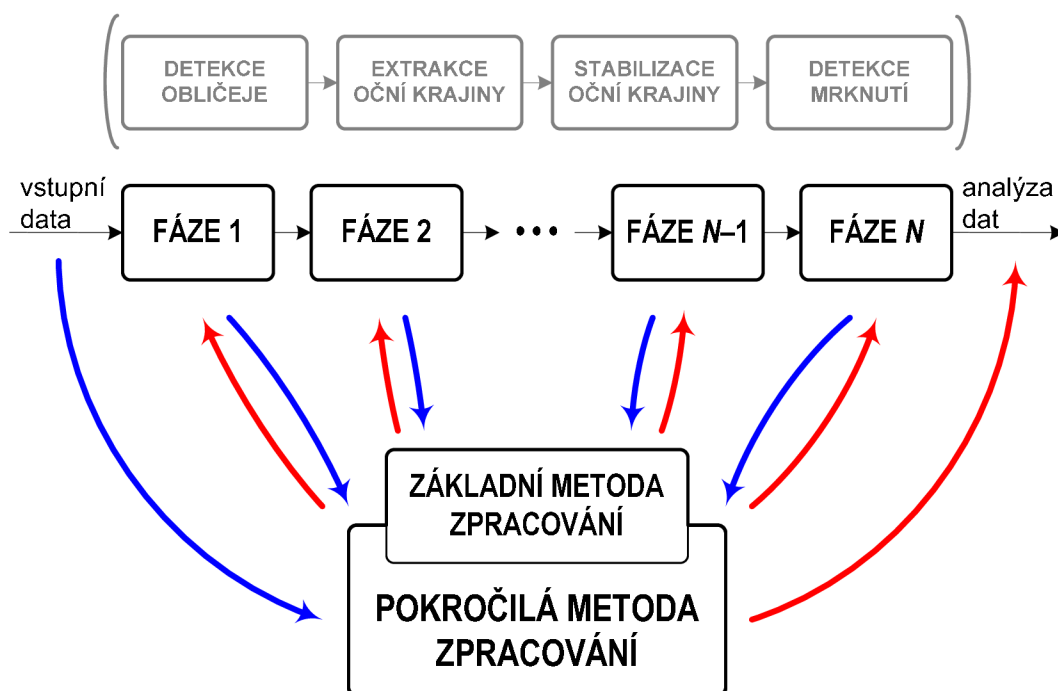 DETEKCE
OBLIČEJE
EXTRAKCE
OČNÍ KRAJINY
STABILIZACE
OČNÍ KRAJINY
DETEKCE
MRKNUTÍ
vstupní
data
FÁZE 1
FÁZE 2
•••
FÁZE N–1
FÁZE N
analýza
dat
ZÁKLADNÍ METODA
ZPRACOVÁNÍ
POKROČILÁ METODA
ZPRACOVÁNÍ